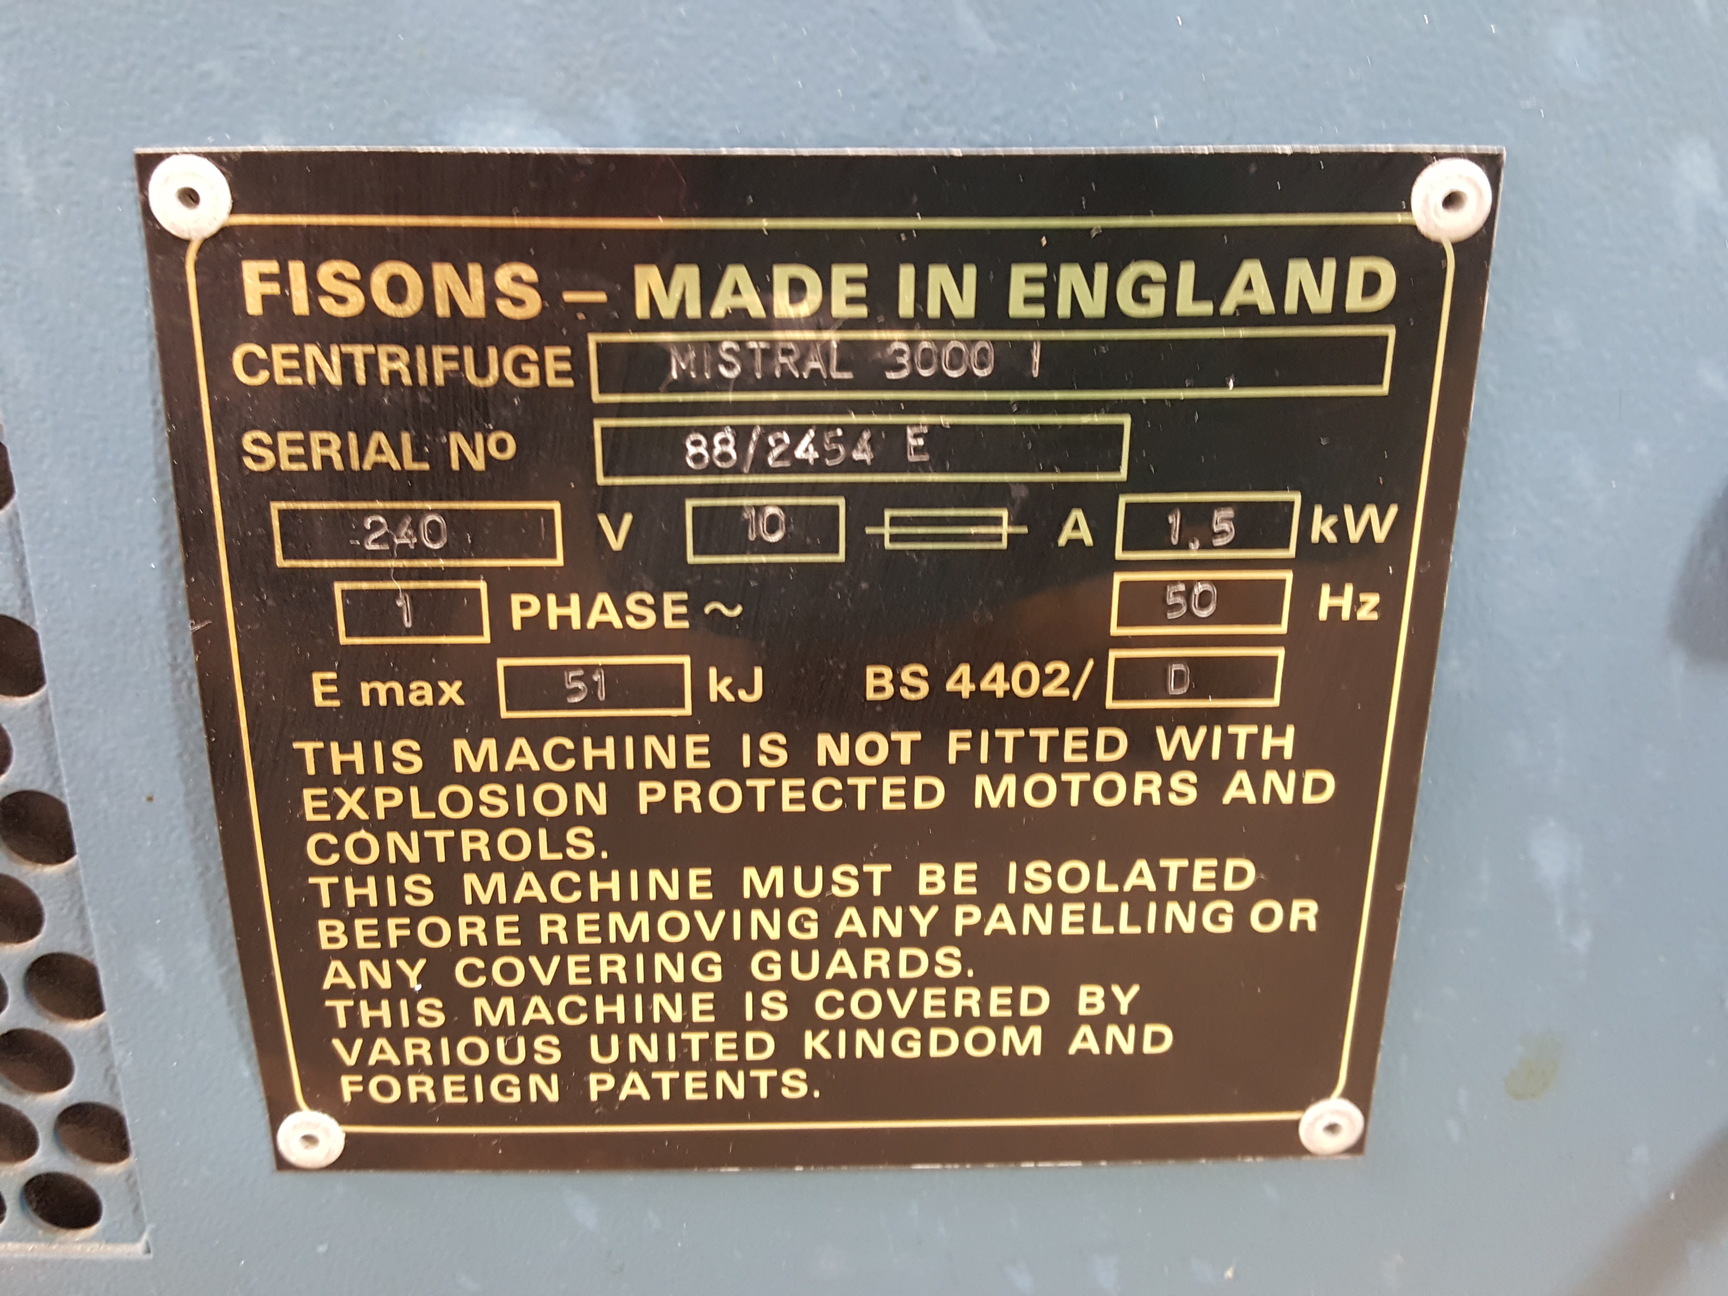 FISONS – MADE IN ENGLAND
CENTRIFUGE MISTRAL 3000 I
SERIAL Nº 88/2454 E
240 V 10 A 1.5 kW
1 PHASE ~ 50 Hz
E max 51 kJ BS 4402/ D
THIS MACHINE IS NOT FITTED WITH
EXPLOSION PROTECTED MOTORS AND
CONTROLS.
THIS MACHINE MUST BE ISOLATED
BEFORE REMOVING ANY PANELLING OR
ANY COVERING GUARDS.
THIS MACHINE IS COVERED BY
VARIOUS UNITED KINGDOM AND
FOREIGN PATENTS.